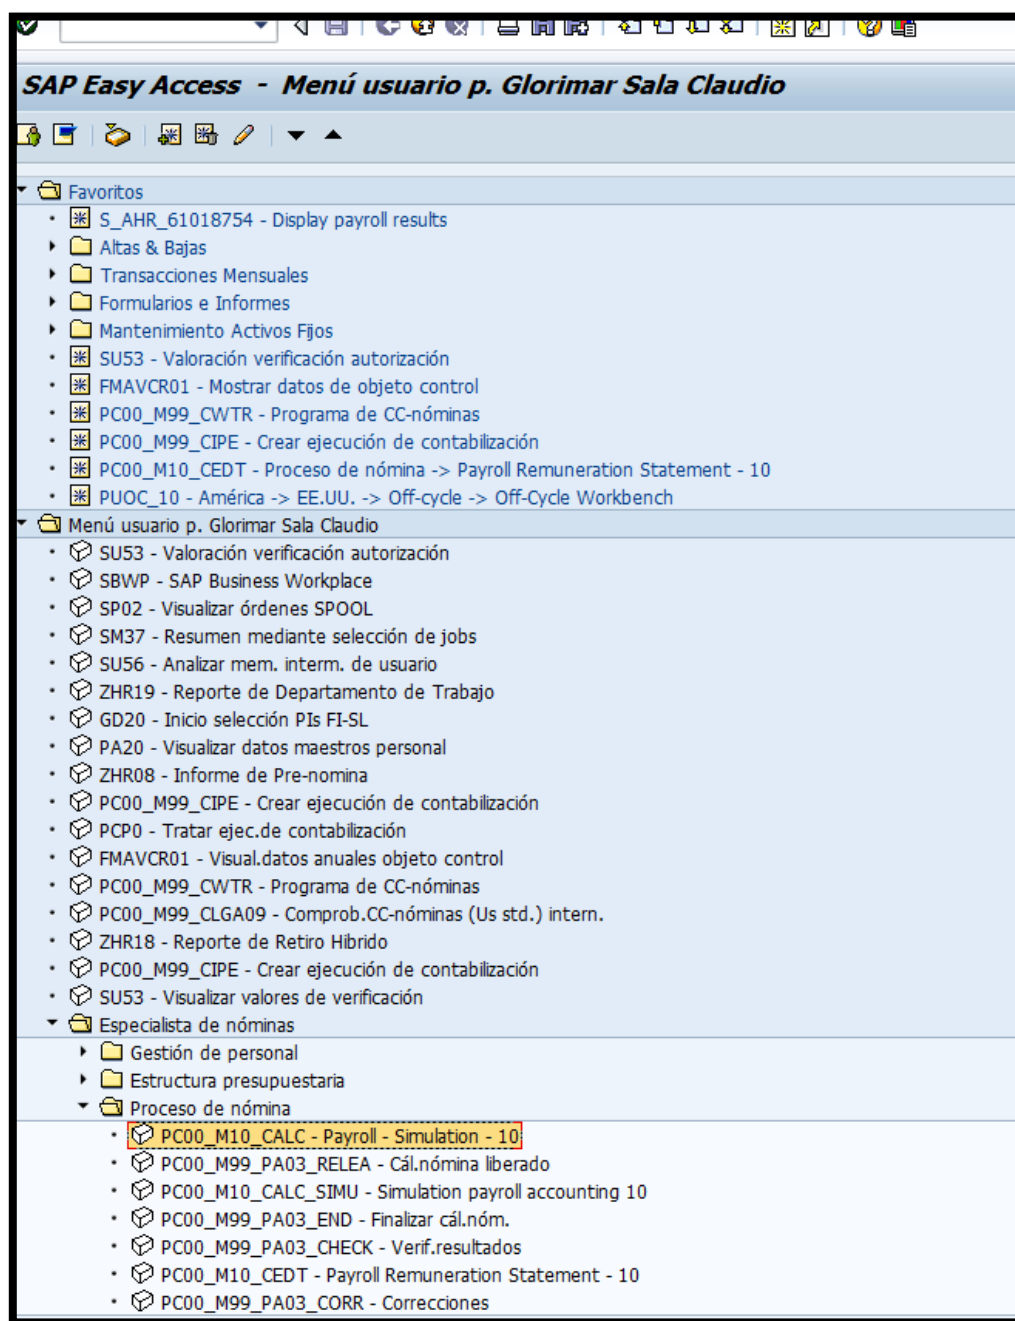 SAP Easy Access - Menú usuario p. Glorimar Sala Claudio
Favoritos
S_AHR_61018754 - Display payroll results
Altas & Bajas
Transacciones Mensuales
Formularios e Informes
Mantenimiento Activos Fijos
SU53 - Valoración verificación autorización
FMAVCR01 - Mostrar datos de objeto control
PC00_M99_CWTR - Programa de CC-nóminas
PC00_M99_CIPE - Crear ejecución de contabilización
PC00_M10_CEDT - Proceso de nómina -> Payroll Remuneration Statement - 10
PUOC_10 - América -> EE.UU. -> Off-cycle -> Off-Cycle Workbench
Menú usuario p. Glorimar Sala Claudio
SU53 - Valoración verificación autorización
SBWP - SAP Business Workplace
SP02 - Visualizar órdenes SPOOL
SM37 - Resumen mediante selección de jobs
SU56 - Analizar mem. interm. de usuario
ZHR19 - Reporte de Departamento de Trabajo
GD20 - Inicio selección PIs FI-SL
PA20 - Visualizar datos maestros personal
ZHR08 - Informe de Pre-nomina
PC00_M99_CIPE - Crear ejecución de contabilización
PCP0 - Tratar ejec.de contabilización
FMAVCR01 - Visual.datos anuales objeto control
PC00_M99_CWTR - Programa de CC-nóminas
PC00_M99_CLGA09 - Comprob.CC-nóminas (Us std.) intern.
ZHR18 - Reporte de Retiro Hibrido
PC00_M99_CIPE - Crear ejecución de contabilización
SU53 - Visualizar valores de verificación
Especialista de nóminas
Gestión de personal
Estructura presupuestaria
Proceso de nómina
PC00_M10_CALC - Payroll - Simulation - 10
PC00_M99_PA03_RELEA - Cál.nómina liberado
PC00_M10_CALC_SIMU - Simulation payroll accounting 10
PC00_M99_PA03_END - Finalizar cál.nóm.
PC00_M99_PA03_CHECK - Verif.resultados
PC00_M10_CEDT - Payroll Remuneration Statement - 10
PC00_M99_PA03_CORR - Correcciones